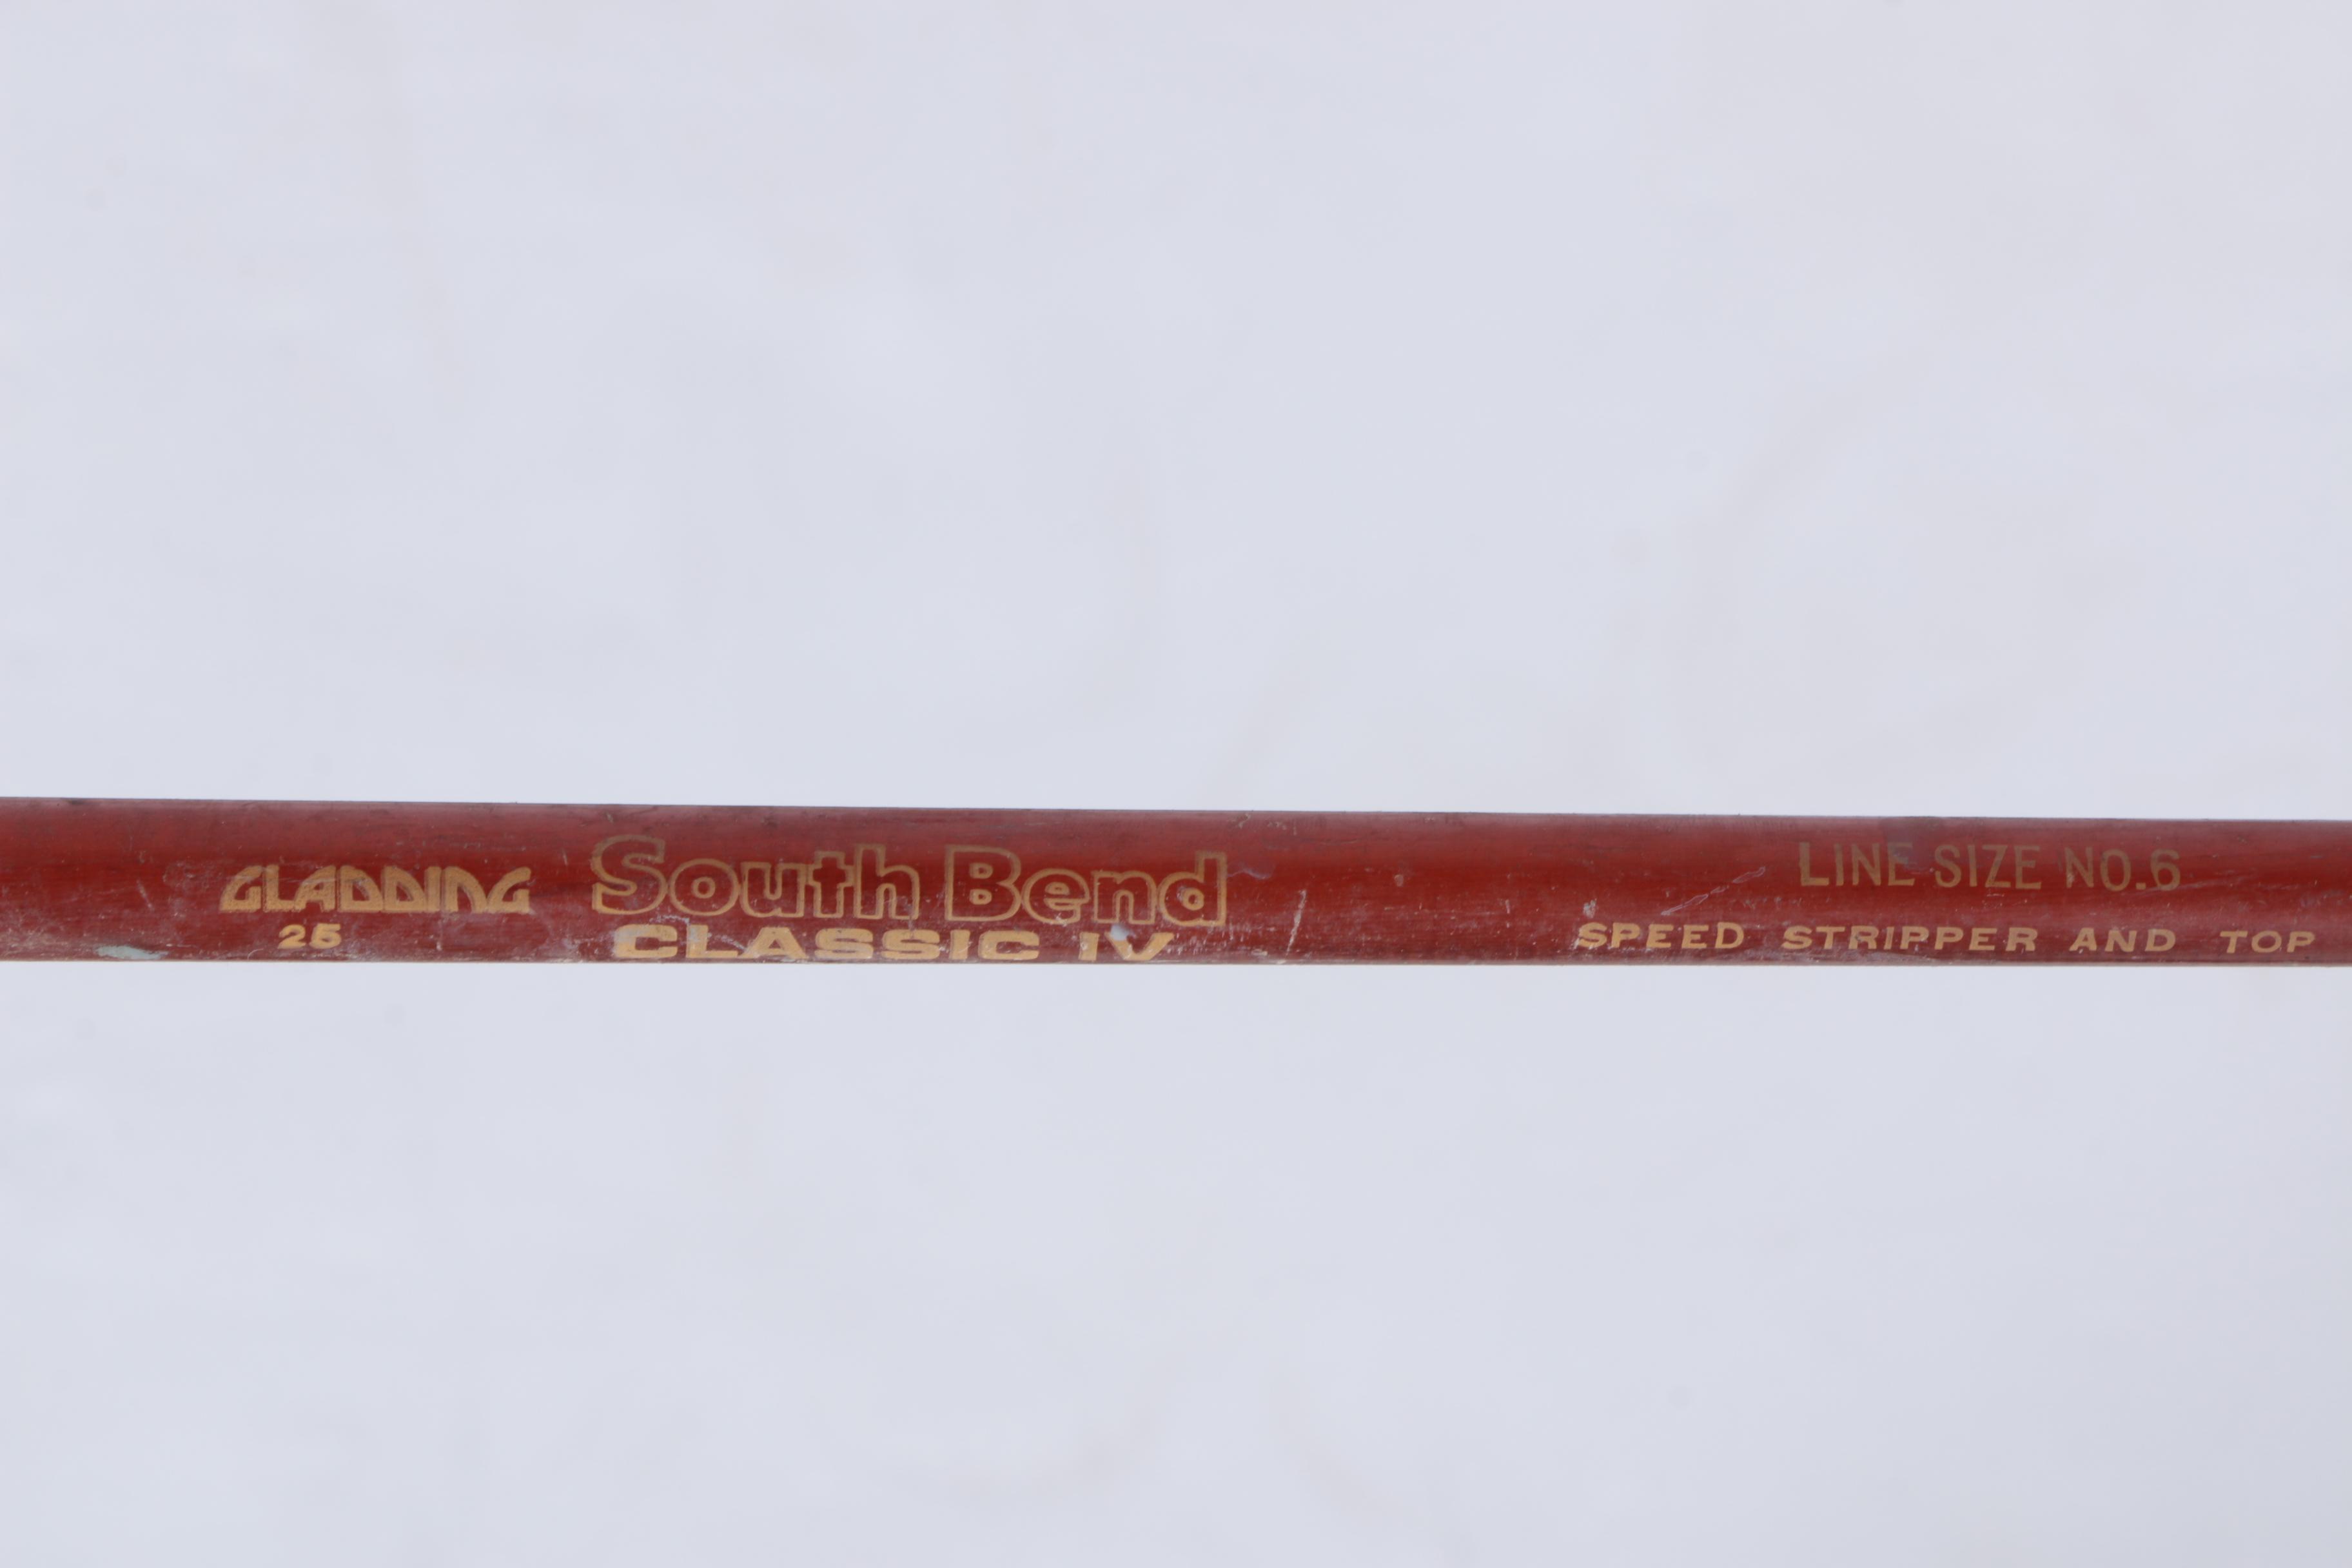 GLADDING South Bend LINE SIZE NO.6
25 CLASSIC IV SPEED STRIPPER AND TOP